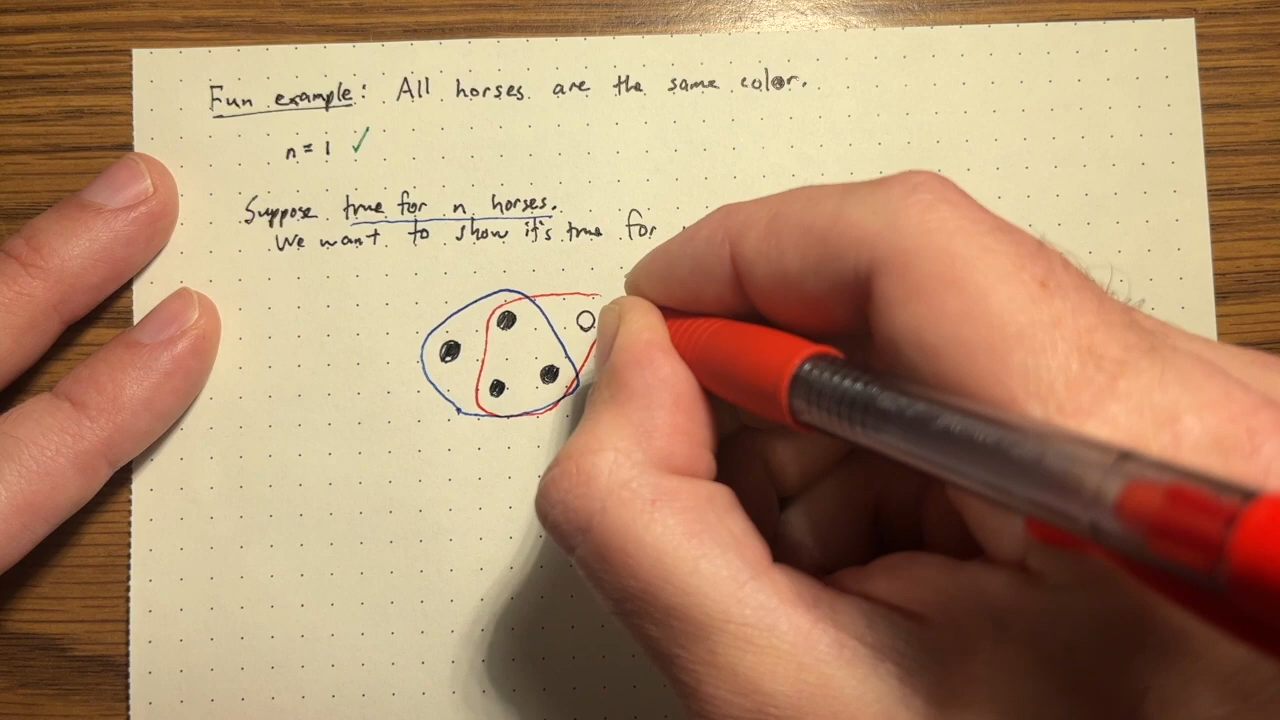 Fun example: All horses are the same color.
n = 1 ✓
Suppose true for n horses.
We want to show it's true for